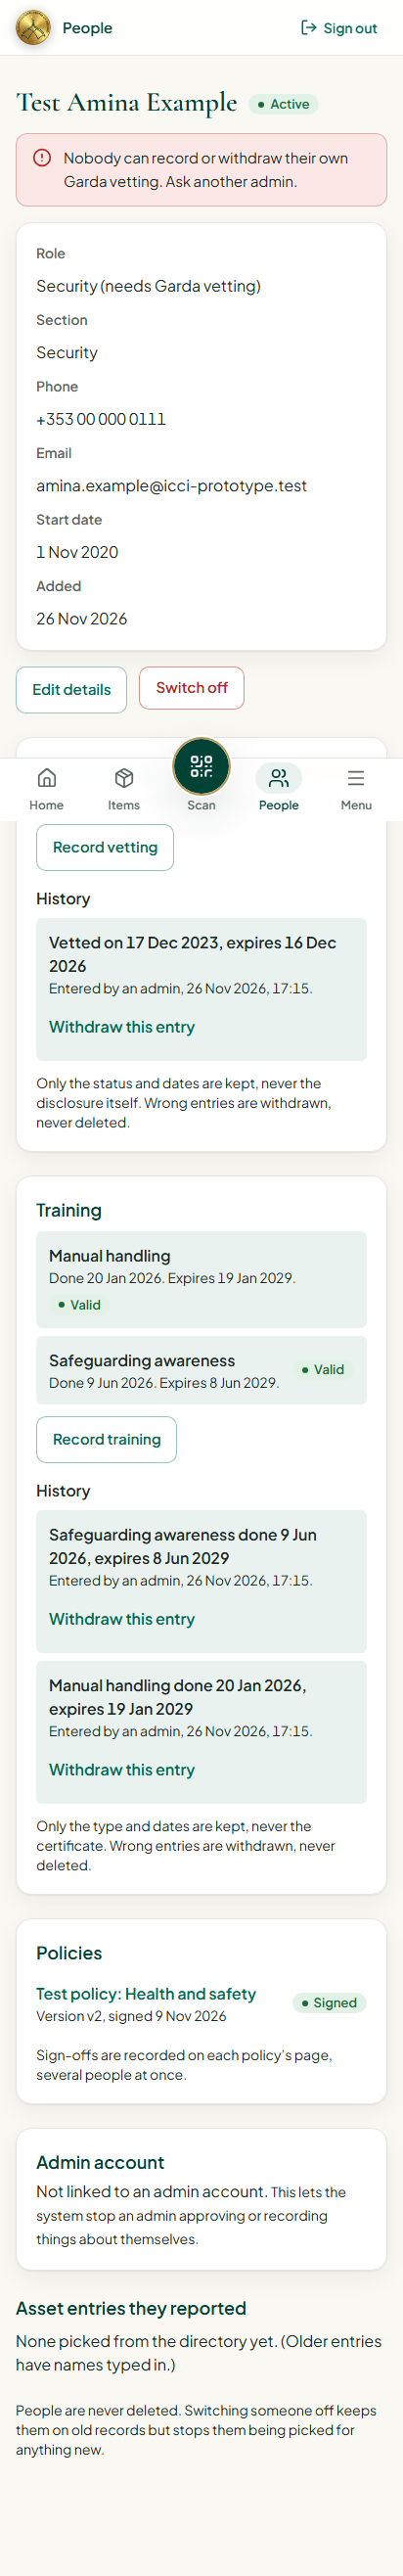 People
Sign out
Test Amina Example
Active
Nobody can record or withdraw their own
Garda vetting. Ask another admin.
Role
Security (needs Garda vetting)
Section
Security
Phone
+353 00 000 0111
Email
amina.example@icci-prototype.test
Start date
1 Nov 2020
Added
26 Nov 2026
Edit details
Switch off
Home
Items
Scan
People
Menu
Record vetting
History
Vetted on 17 Dec 2023, expires 16 Dec
2026
Entered by an admin, 26 Nov 2026, 17:15.
Withdraw this entry
Only the status and dates are kept, never the
disclosure itself. Wrong entries are withdrawn,
never deleted.
Training
Manual handling
Done 20 Jan 2026. Expires 19 Jan 2029.
Valid
Safeguarding awareness
Done 9 Jun 2026. Expires 8 Jun 2029.
Valid
Record training
History
Safeguarding awareness done 9 Jun
2026, expires 8 Jun 2029
Entered by an admin, 26 Nov 2026, 17:15.
Withdraw this entry
Manual handling done 20 Jan 2026,
expires 19 Jan 2029
Entered by an admin, 26 Nov 2026, 17:15.
Withdraw this entry
Only the type and dates are kept, never the
certificate. Wrong entries are withdrawn, never
deleted.
Policies
Test policy: Health and safety
Version v2, signed 9 Nov 2026
Signed
Sign-offs are recorded on each policy's page,
several people at once.
Admin account
Not linked to an admin account. This lets the
system stop an admin approving or recording
things about themselves.
Asset entries they reported
None picked from the directory yet. (Older entries
have names typed in.)
People are never deleted. Switching someone off keeps
them on old records but stops them being picked for
anything new.